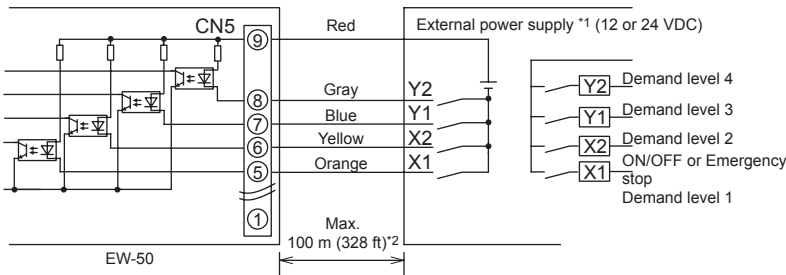 CN5
Red
External power supply *1 (12 or 24 VDC)
⑨
Gray
Y2
⑧
Blue
Y1
⑦
Yellow
X2
⑥
Orange
X1
⑤
①
Y2 Demand level 4
Y1 Demand level 3
X2 Demand level 2
X1 ON/OFF or Emergency
stop
Demand level 1
Max.
100 m (328 ft)*2
EW-50